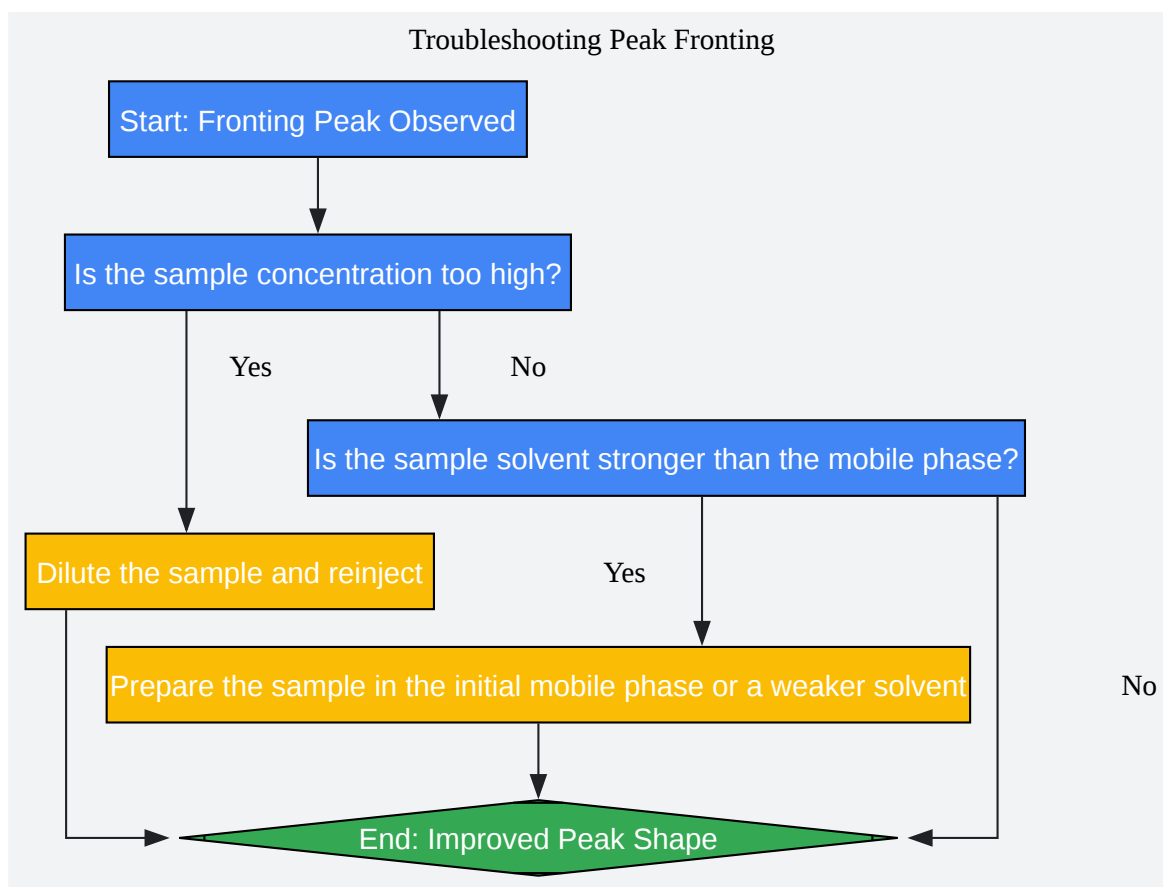 Troubleshooting Peak Fronting
Start: Fronting Peak Observed
Is the sample concentration too high?
Yes
No
Is the sample solvent stronger than the mobile phase?
Dilute the sample and reinject
Yes
Prepare the sample in the initial mobile phase or a weaker solvent
No
End: Improved Peak Shape